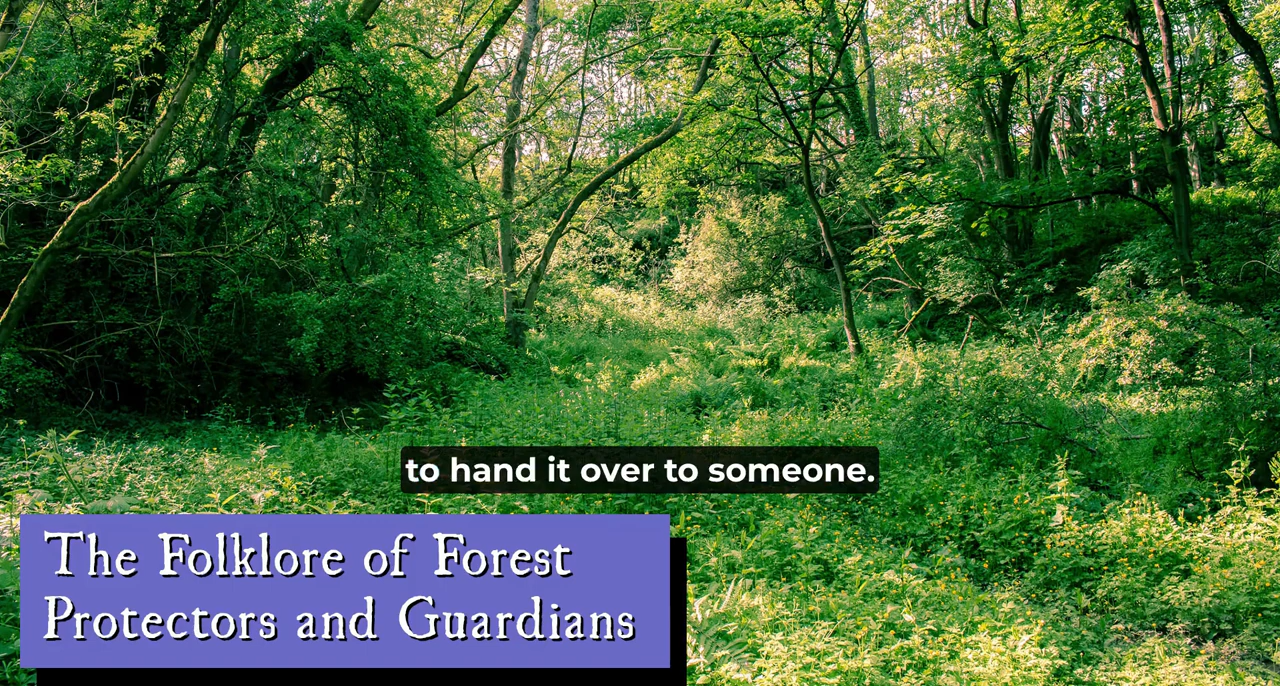 to hand it over to someone.
The Folklore of Forest
Protectors and Guardians